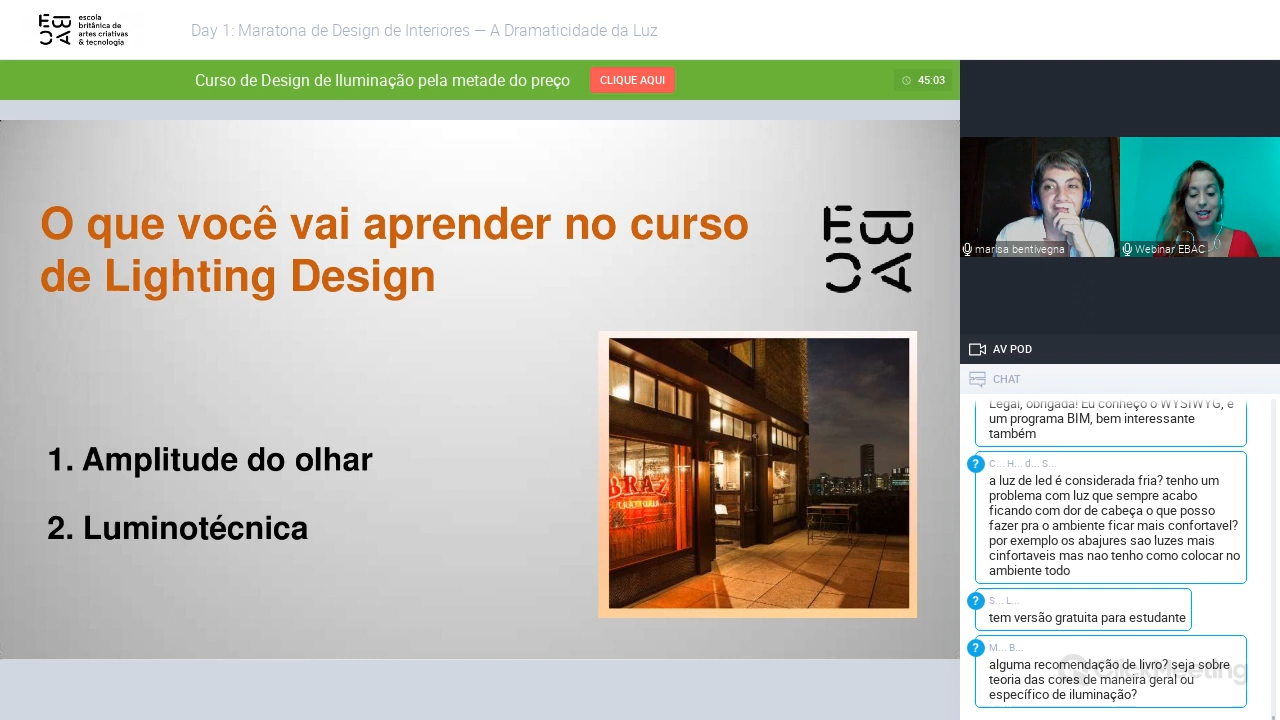 escola
britânica de
artes criativas
& tecnologia
Day 1: Maratona de Design de Interiores — A Dramaticidade da Luz
Curso de Design de Iluminação pela metade do preço
CLIQUE AQUI
45:03
O que você vai aprender no curso
de Lighting Design
1. Amplitude do olhar
2. Luminotécnica
BRAZ
marisa bentivegna
Webinar EBAC
AV POD
CHAT
Legal, obrigada! Eu conheço o WYSIWYG, é
um programa BIM, bem interessante
também
C... H... d... S...
a luz de led é considerada fria? tenho um
problema com luz que sempre acabo
ficando com dor de cabeça o que posso
fazer pra o ambiente ficar mais confortavel?
por exemplo os abajures sao luzes mais
cinfortaveis mas nao tenho como colocar no
ambiente todo
S... L...
tem versão gratuita para estudante
M... B...
alguma recomendação de livro? seja sobre
teoria das cores de maneira geral ou
específico de iluminação?
ClickMeeting